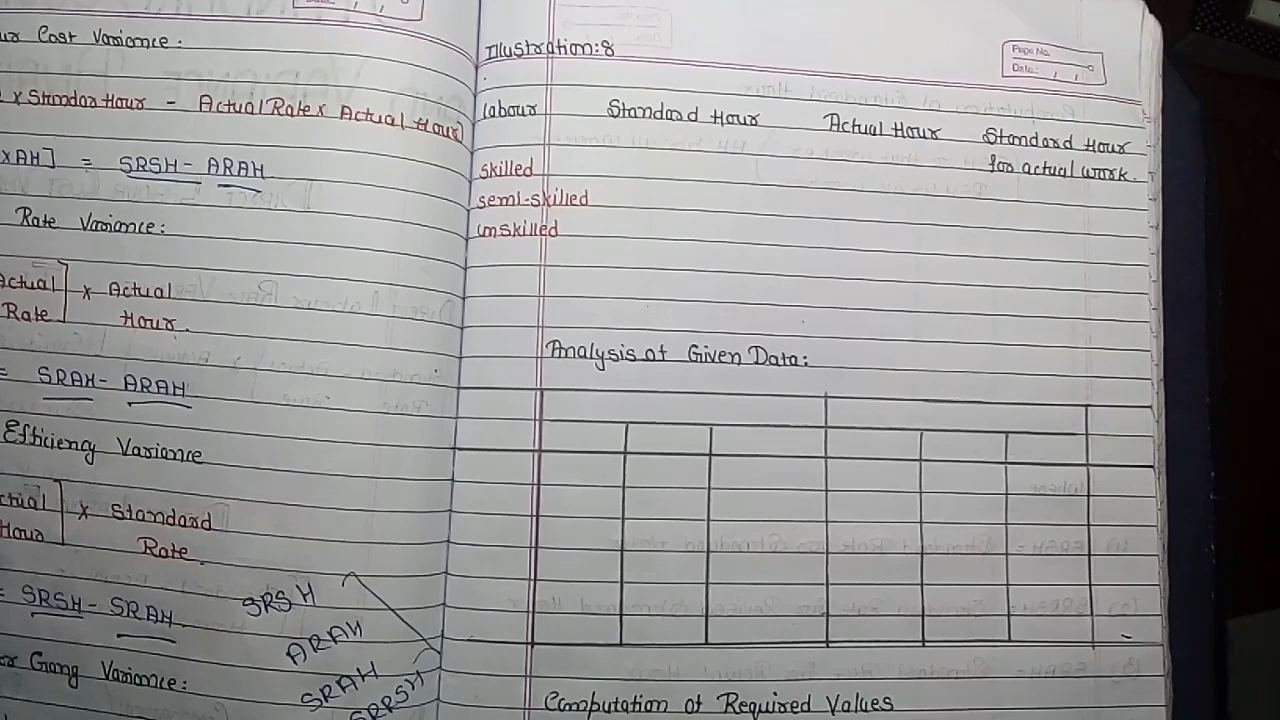 Cost Variance:
x Standar Hour - Actual Rate x Actual Hour
xAH] = SRSH - ARAH
Rate Variance:
Actual x Actual
Rate Hour.
= SRAH - ARAH
Efficiency Variance
x Standard
Hour Rate.
= SRSH - SRAH
SRSH
ARAH
SRAH
SRRSH
Gang Variance:
Illustration:8
Page No.
Date: / /
labour Standard Hour Actual Hour Standard Hour
for actual work.
skilled
semi-skilled
unskilled
Analysis of Given Data:
Computation of Required Values